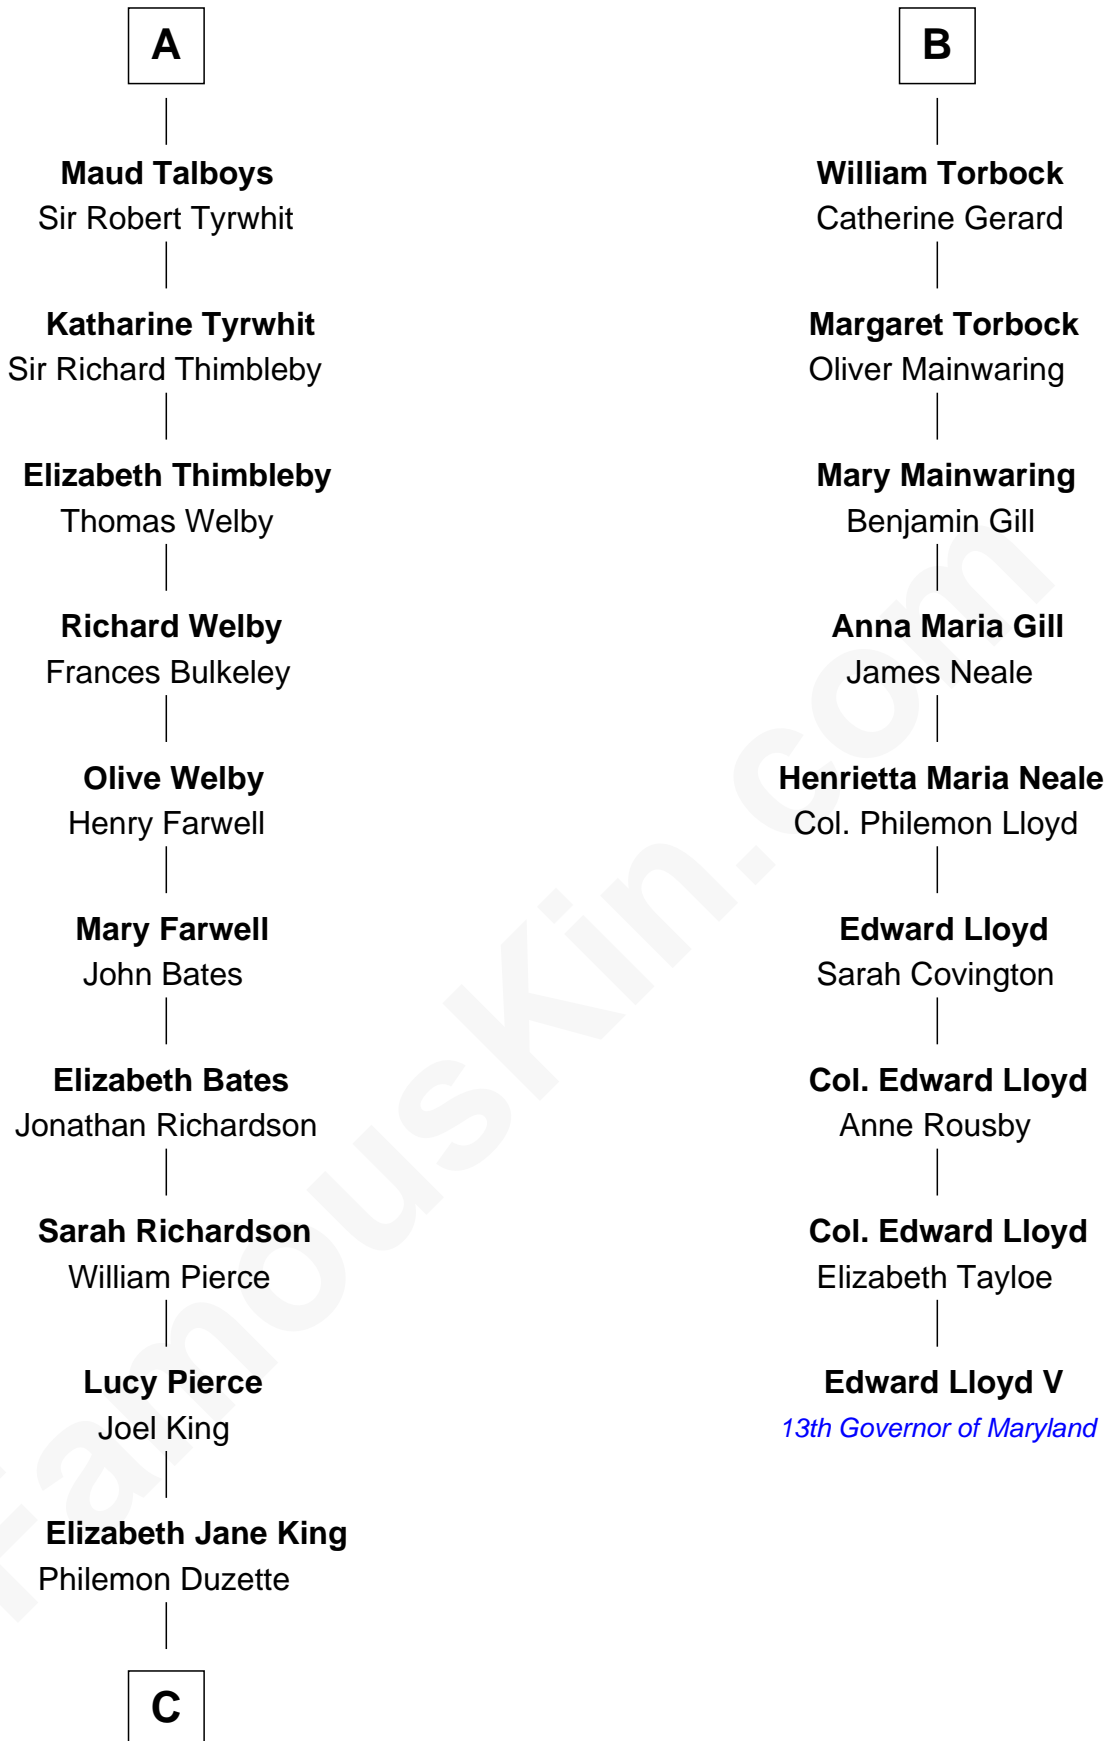 A
Maud Talboys
Sir Robert Tyrwhit
Katharine Tyrwhit
Sir Richard Thimbleby
Elizabeth Thimbleby
Thomas Welby
Richard Welby
Frances Bulkeley
Olive Welby
Henry Farwell
Mary Farwell
John Bates
Elizabeth Bates
Jonathan Richardson
Sarah Richardson
William Pierce
Lucy Pierce
Joel King
Elizabeth Jane King
Philemon Duzette
C
B
William Torbock
Catherine Gerard
Margaret Torbock
Oliver Mainwaring
Mary Mainwaring
Benjamin Gill
Anna Maria Gill
James Neale
Henrietta Maria Neale
Col. Philemon Lloyd
Edward Lloyd
Sarah Covington
Col. Edward Lloyd
Anne Rousby
Col. Edward Lloyd
Elizabeth Tayloe
Edward Lloyd V
13th Governor of Maryland
FamousKin.com